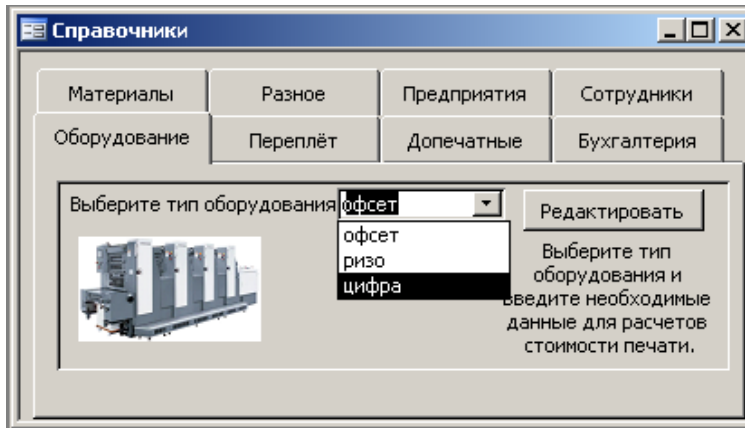 Справочники
Материалы Разное Предприятия Сотрудники
Оборудование Переплёт Допечатные Бухгалтерия
Выберите тип оборудования офсет Редактировать
офсет
ризо
цифра
Выберите тип
оборудования и
введите необходимые
данные для расчетов
стоимости печати.